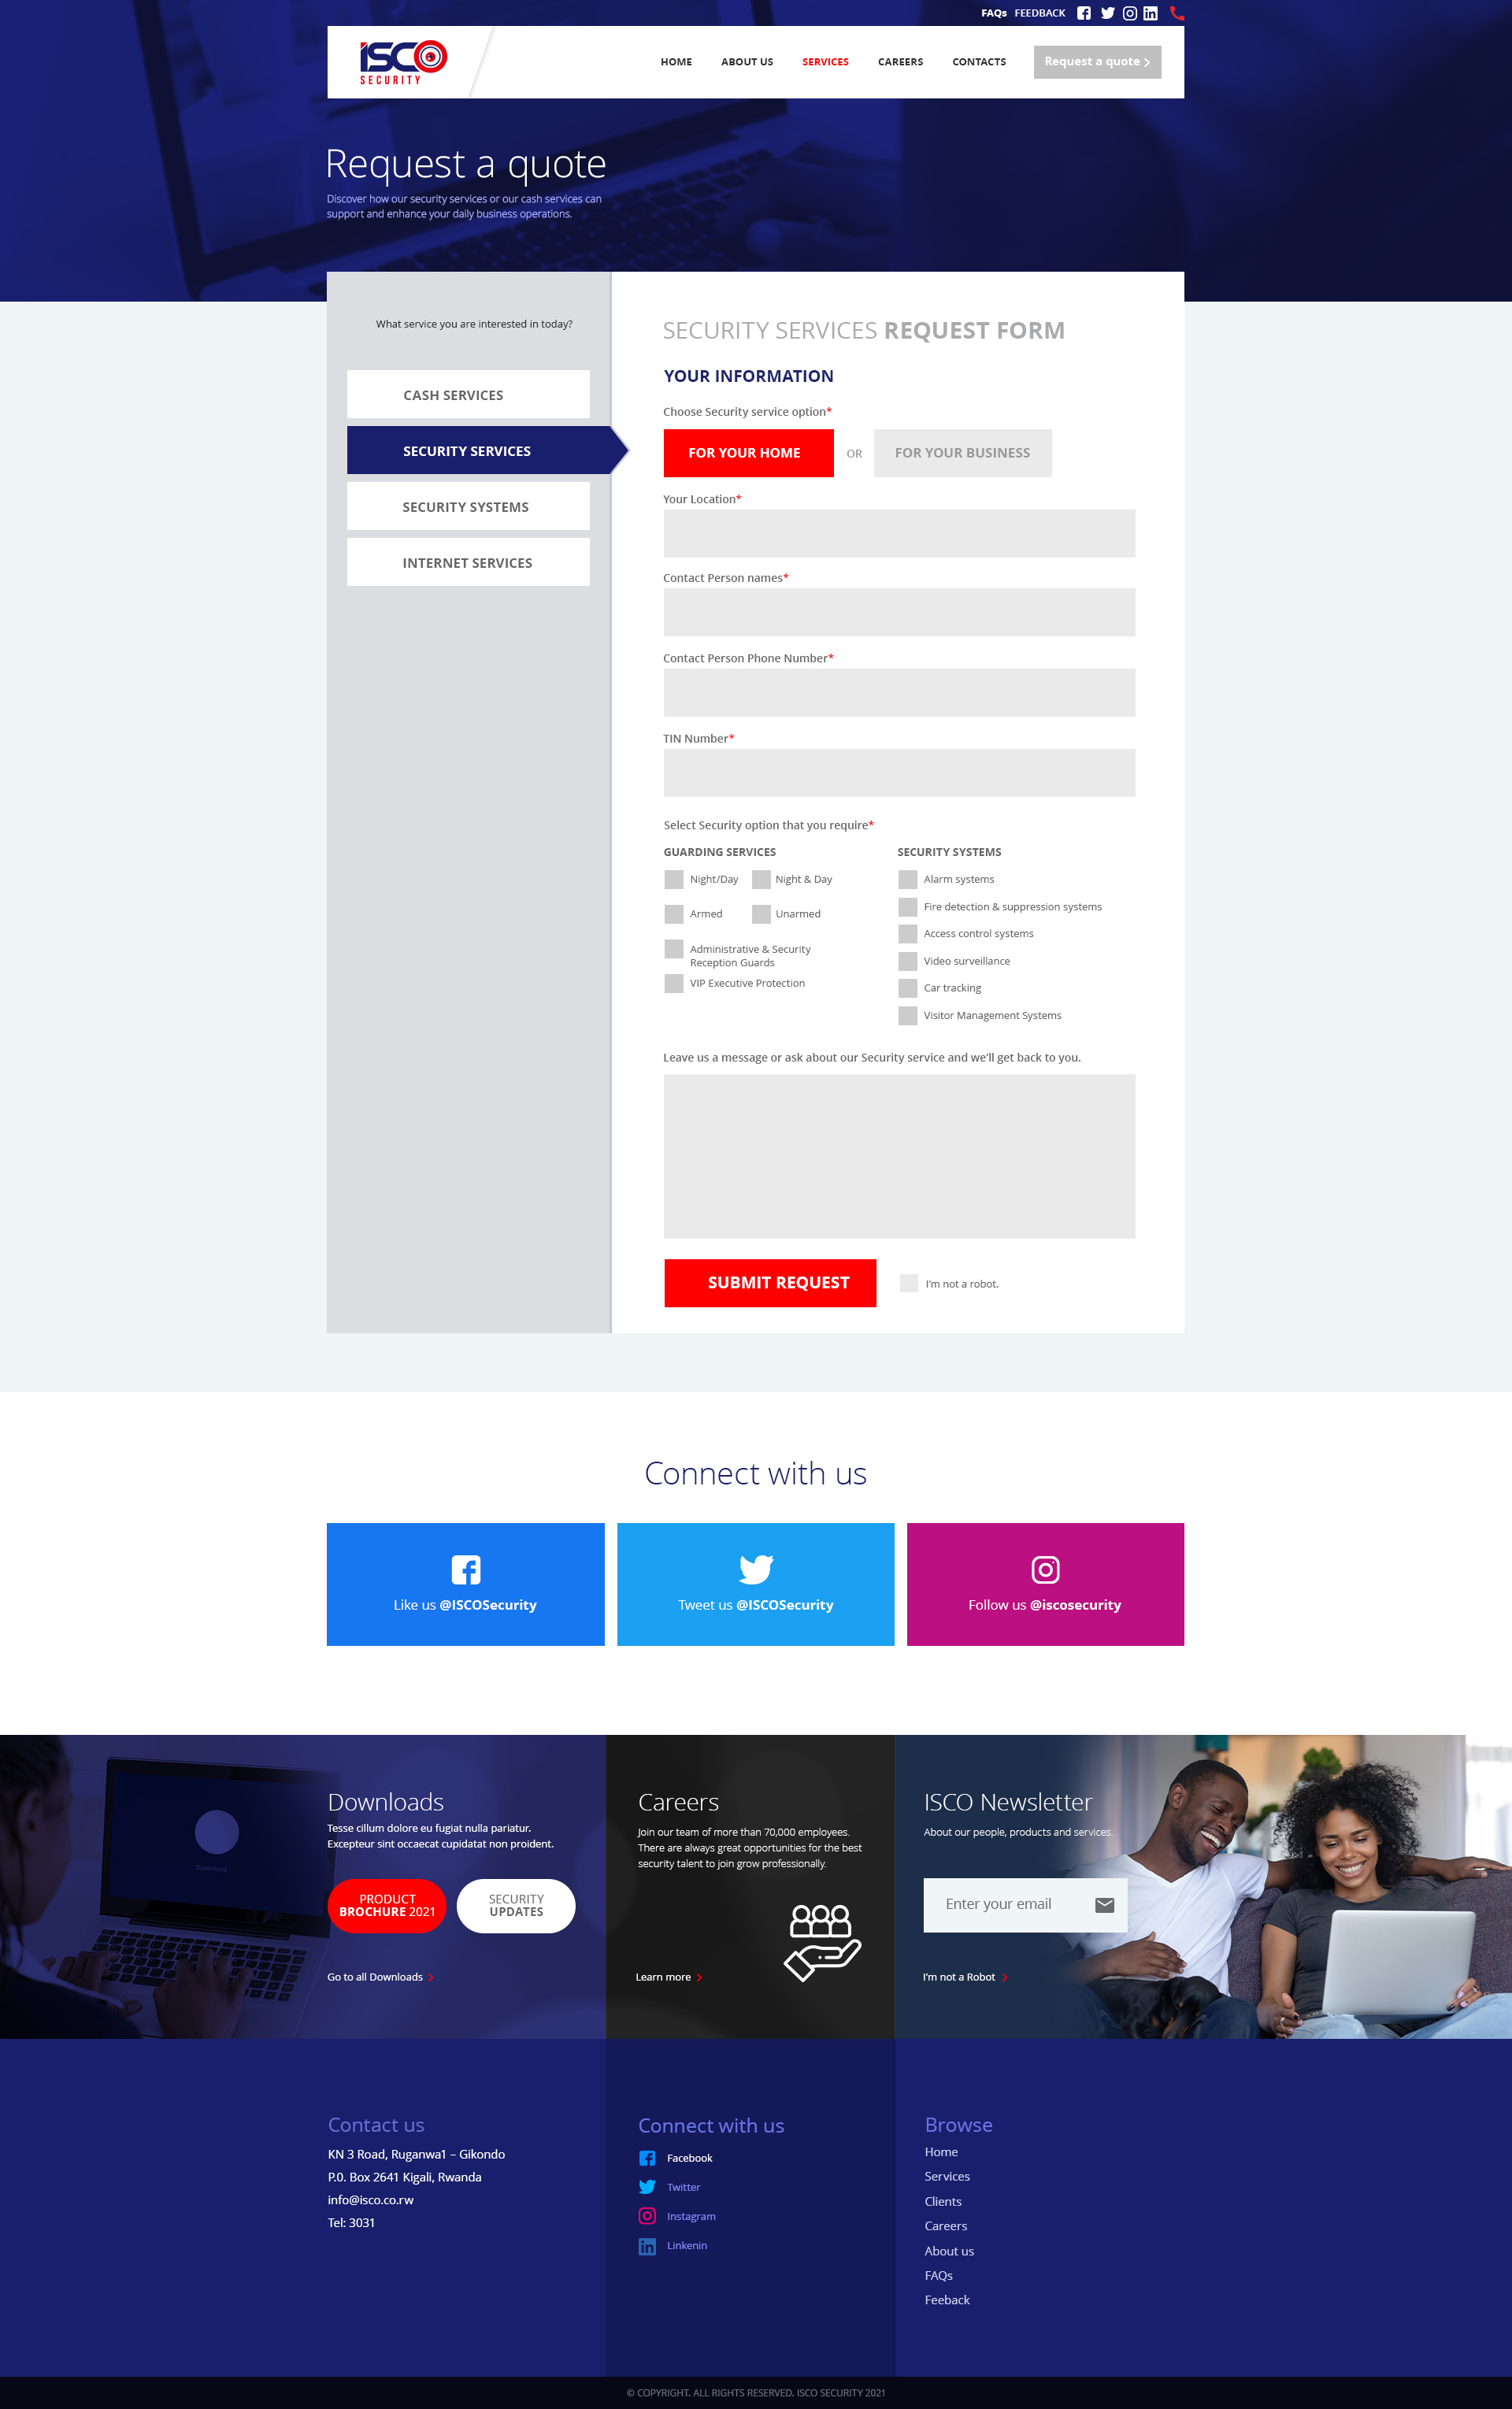 FAQs FEEDBACK
ISCO
SECURITY
HOME ABOUT US SERVICES CAREERS CONTACTS Request a quote
Request a quote
Discover how our security services or our cash services can
support and enhance your daily business operations.
What service you are interested in today?
CASH SERVICES
SECURITY SERVICES
SECURITY SYSTEMS
INTERNET SERVICES
SECURITY SERVICES REQUEST FORM
YOUR INFORMATION
Choose Security service option*
FOR YOUR HOME OR FOR YOUR BUSINESS
Your Location*
Contact Person names*
Contact Person Phone Number*
TIN Number*
Select Security option that you require*
GUARDING SERVICES
Night/Day Night & Day
Armed Unarmed
Administrative & Security
Reception Guards
VIP Executive Protection
SECURITY SYSTEMS
Alarm systems
Fire detection & suppression systems
Access control systems
Video surveillance
Car tracking
Visitor Management Systems
Leave us a message or ask about our Security service and we'll get back to you.
SUBMIT REQUEST I'm not a robot.
Connect with us
Like us @ISCOSecurity
Tweet us @ISCOSecurity
Follow us @iscosecurity
Download
Downloads
Tesse cillum dolore eu fugiat nulla pariatur.
Excepteur sint occaecat cupidatat non proident.
PRODUCT
BROCHURE 2021
SECURITY
UPDATES
Go to all Downloads
Careers
Join our team of more than 70,000 employees.
There are always great opportunities for the best
security talent to join grow professionally.
Learn more
ISCO Newsletter
About our people, products and services.
Enter your email
I'm not a Robot
Contact us
KN 3 Road, Ruganwa1 – Gikondo
P.0. Box 2641 Kigali, Rwanda
info@isco.co.rw
Tel: 3031
Connect with us
Facebook
Twitter
Instagram
Linkenin
Browse
Home
Services
Clients
Careers
About us
FAQs
Feeback
© COPYRIGHT. ALL RIGHTS RESERVED. ISCO SECURITY 2021